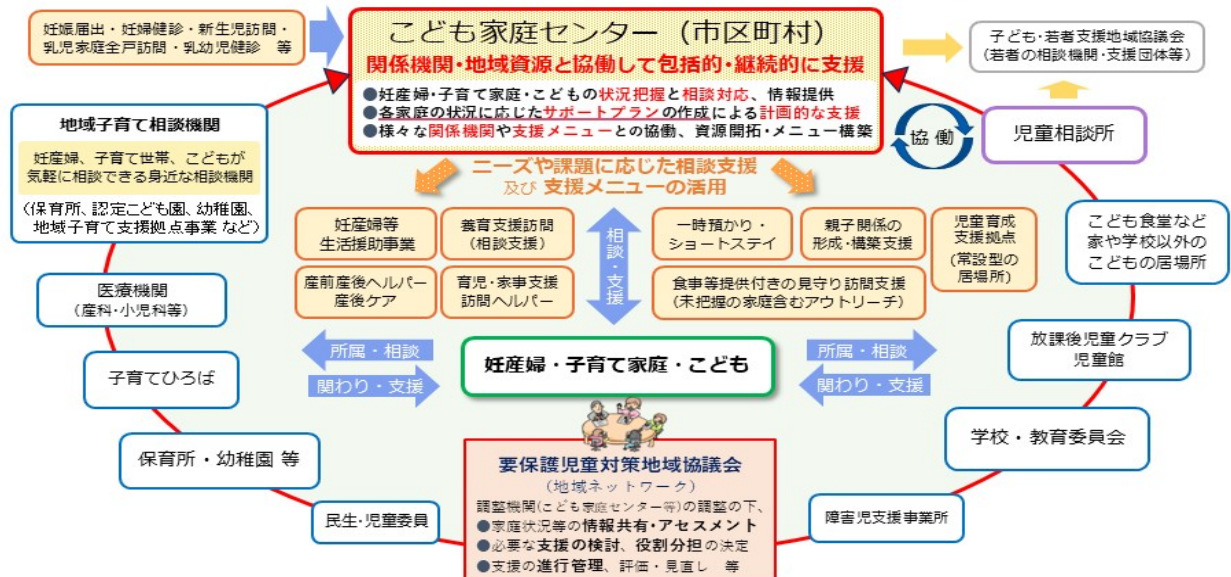 妊娠届出・妊婦健診・新生児訪問・
乳児家庭全戸訪問・乳幼児健診 等
こども家庭センター（市区町村）
関係機関・地域資源と協働して包括的・継続的に支援
●妊産婦・子育て家庭・こどもの状況把握と相談対応、情報提供
●各家庭の状況に応じたサポートプランの作成による計画的な支援
●様々な関係機関や支援メニューとの協働、資源開拓・メニュー構築
子ども・若者支援地域協議会
（若者の相談機関・支援団体等）
地域子育て相談機関
妊産婦、子育て世帯、こどもが
気軽に相談できる身近な相談機関
（保育所、認定こども園、幼稚園、
地域子育て支援拠点事業 など）
協働
児童相談所
ニーズや課題に応じた相談支援
及び 支援メニューの活用
妊産婦等
生活援助事業
養育支援訪問
（相談支援）
産前産後ヘルパー
産後ケア
育児・家事支援
訪問ヘルパー
相談・支援
一時預かり・
ショートステイ
親子関係の
形成・構築支援
児童育成
支援拠点
（常設型の
居場所）
食事等提供付きの見守り訪問支援
（未把握の家庭含むアウトリーチ）
こども食堂など
家や学校以外の
こどもの居場所
医療機関
（産科・小児科等）
所属・相談
関わり・支援
妊産婦・子育て家庭・こども
所属・相談
関わり・支援
放課後児童クラブ
児童館
子育てひろば
学校・教育委員会
保育所・幼稚園 等
要保護児童対策地域協議会
（地域ネットワーク）
調整機関（こども家庭センター等）の調整の下、
●家庭状況等の情報共有・アセスメント
●必要な支援の検討、役割分担の決定
●支援の進行管理、評価・見直し 等
民生・児童委員
障害児支援事業所